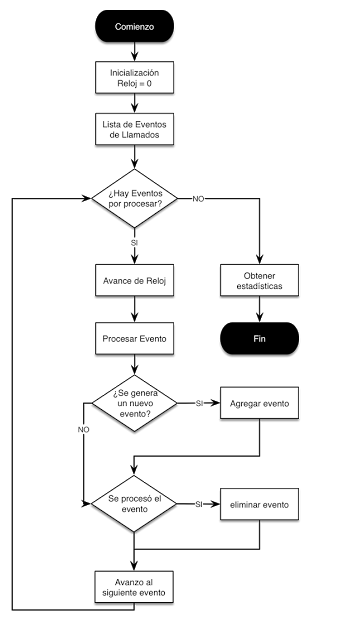 Comienzo
Inicialización
Reloj = 0
Lista de Eventos
de Llamados
¿Hay Eventos
por procesar?
NO
SI
Avance de Reloj
Obtener
estadísticas
Procesar Evento
Fin
¿Se genera
un nuevo
evento?
SI
Agregar evento
NO
Se procesó el
evento
SI
eliminar evento
Avanzo al
siguiente evento